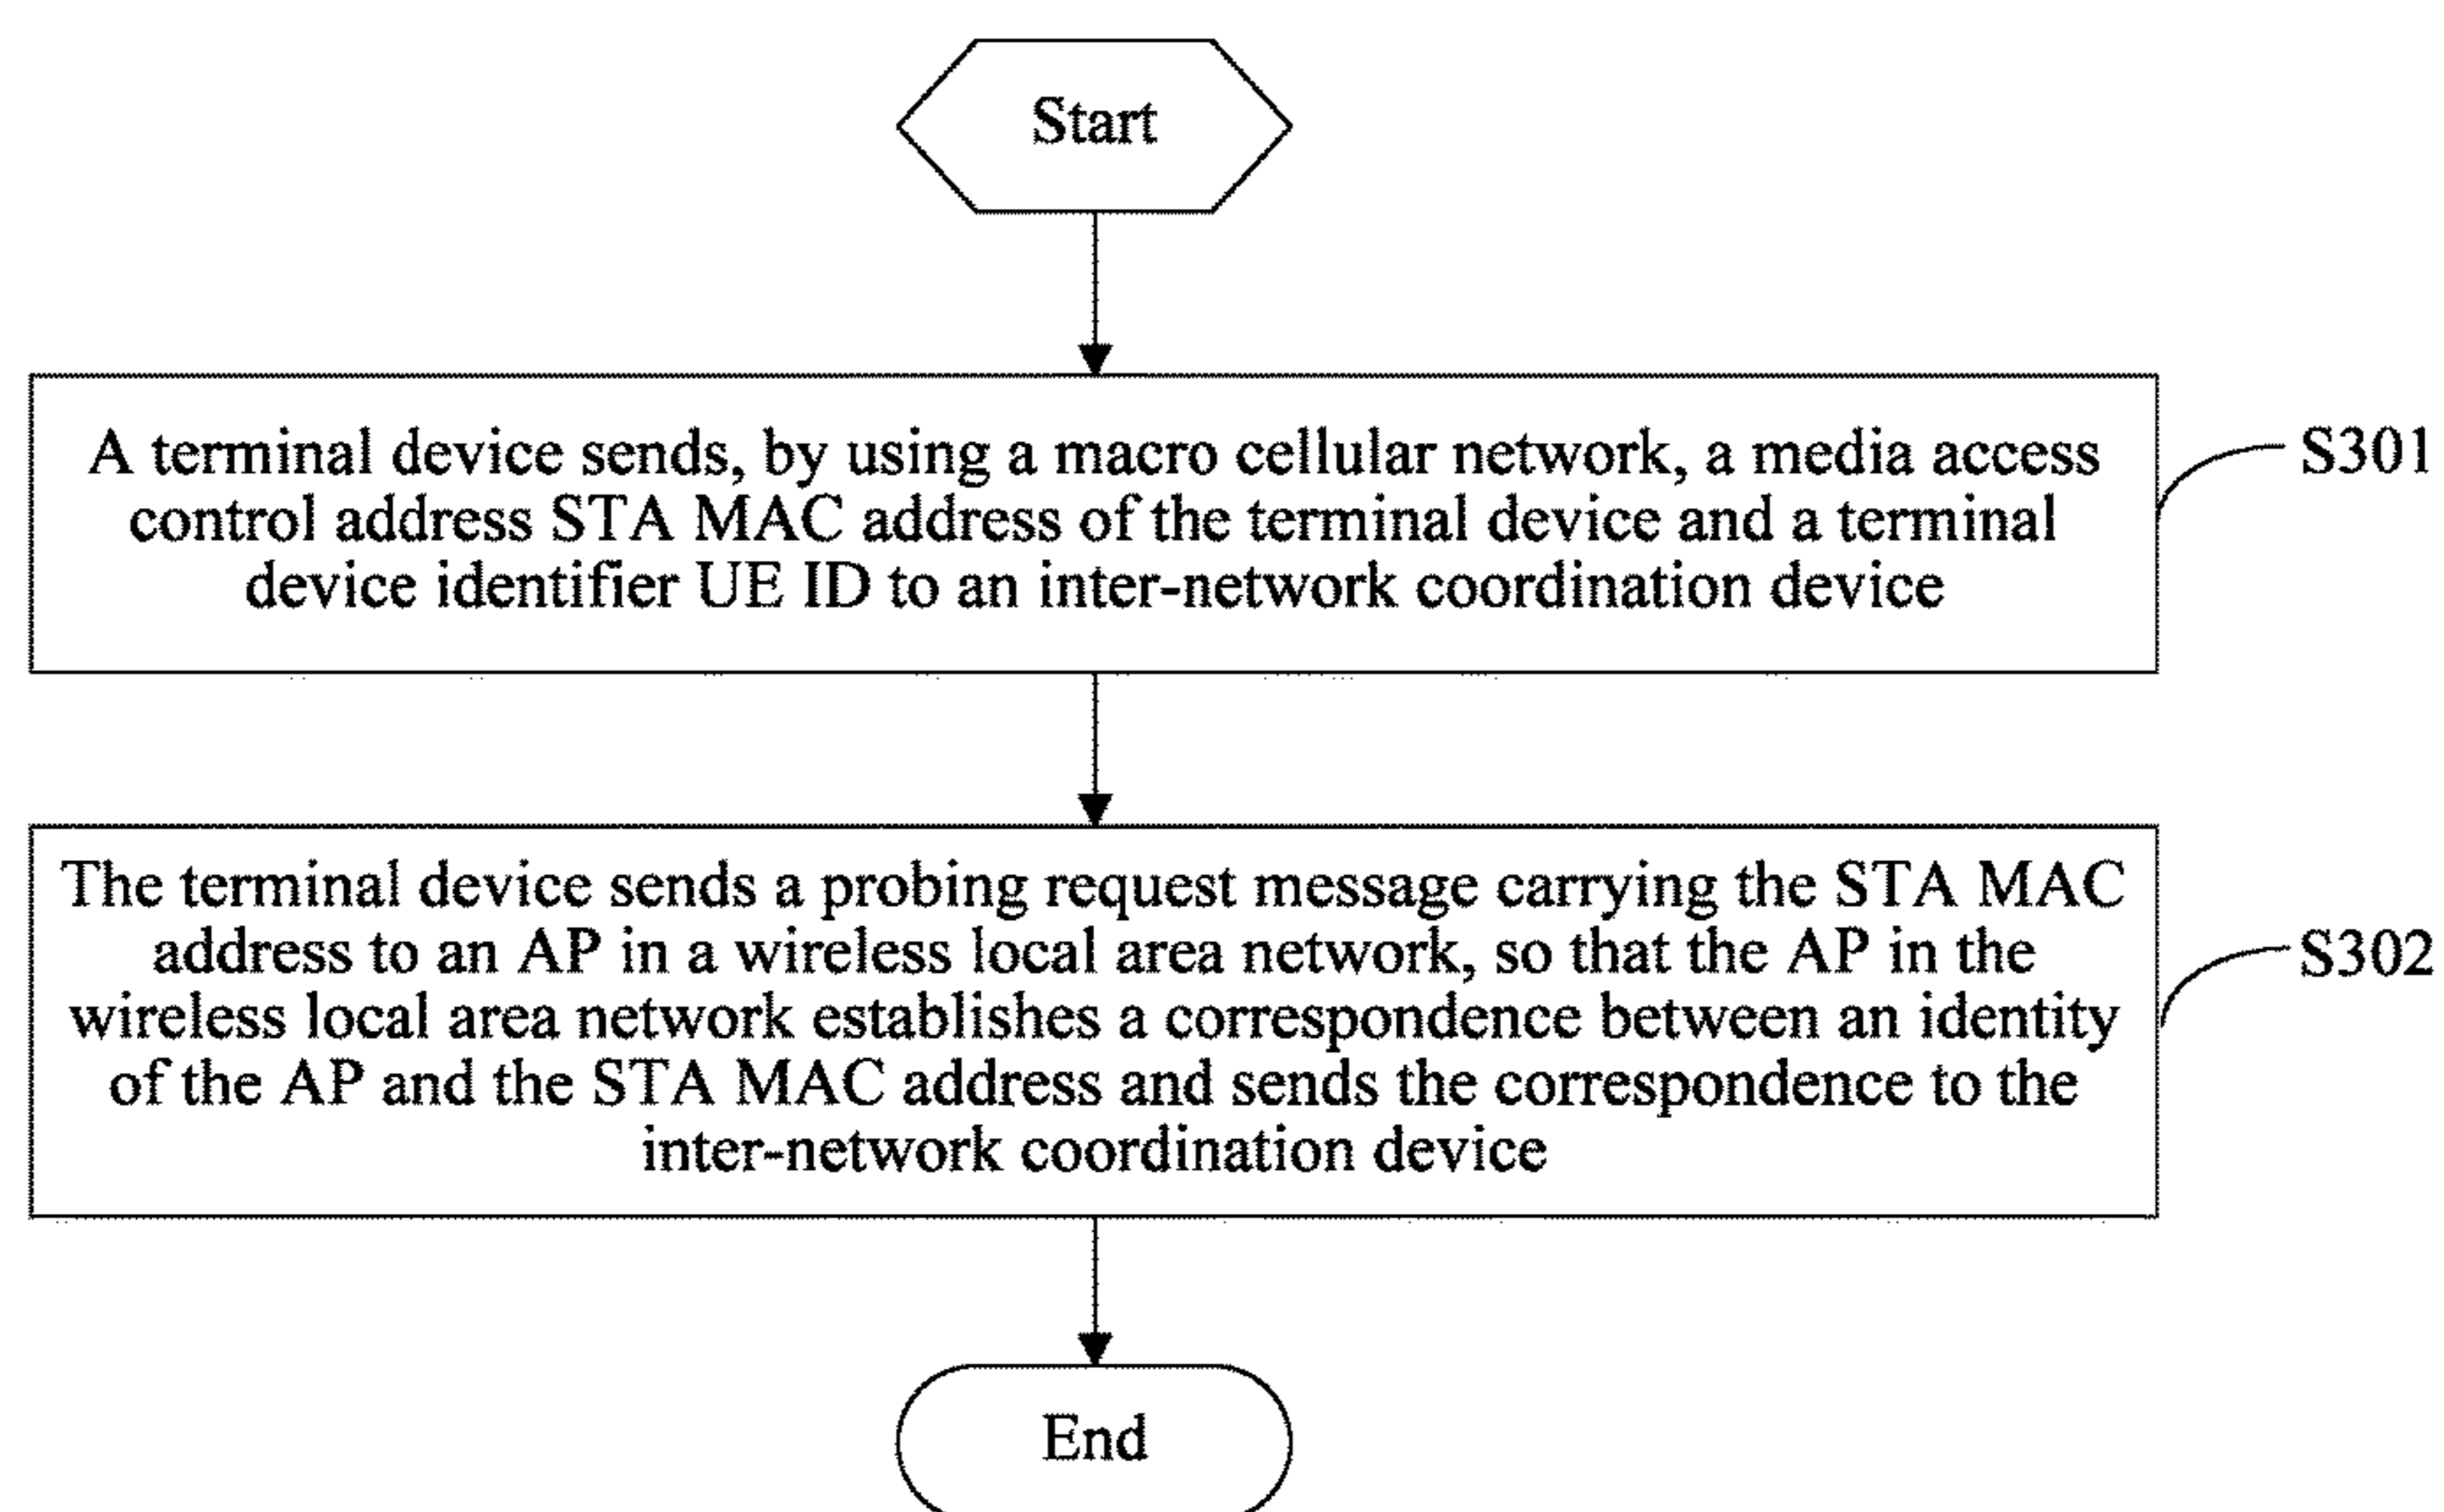 Start
A terminal device sends, by using a macro cellular network, a media access
control address STA MAC address of the terminal device and a terminal
device identifier UE ID to an inter-network coordination device
S301
The terminal device sends a probing request message carrying the STA MAC
address to an AP in a wireless local area network, so that the AP in the
wireless local area network establishes a correspondence between an identity
of the AP and the STA MAC address and sends the correspondence to the
inter-network coordination device
S302
End